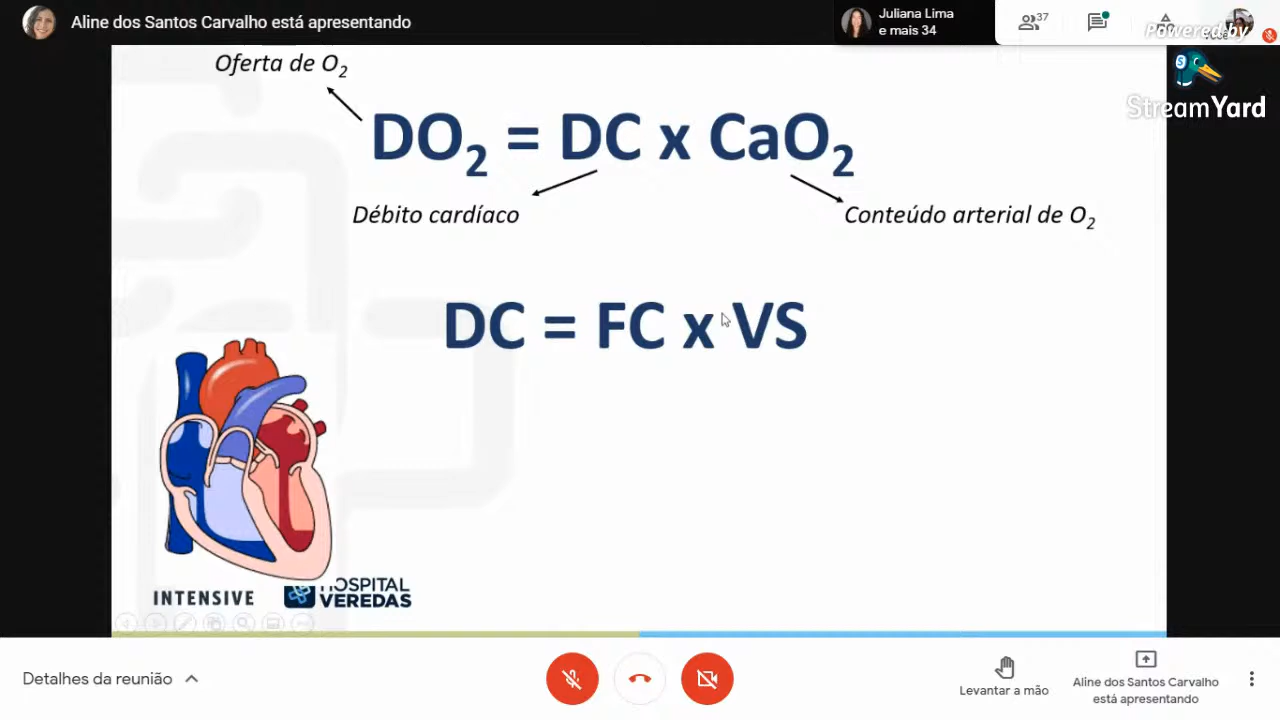 Aline dos Santos Carvalho está apresentando
Juliana Lima
e mais 34
37
Powered by
StreamYard
Oferta de O₂
DO₂ = DC x CaO₂
Débito cardíaco
Conteúdo arterial de O₂
DC = FC x VS
INTENSIVE
HOSPITAL
VEREDAS
Detalhes da reunião
Levantar a mão
Aline dos Santos Carvalho
está apresentando